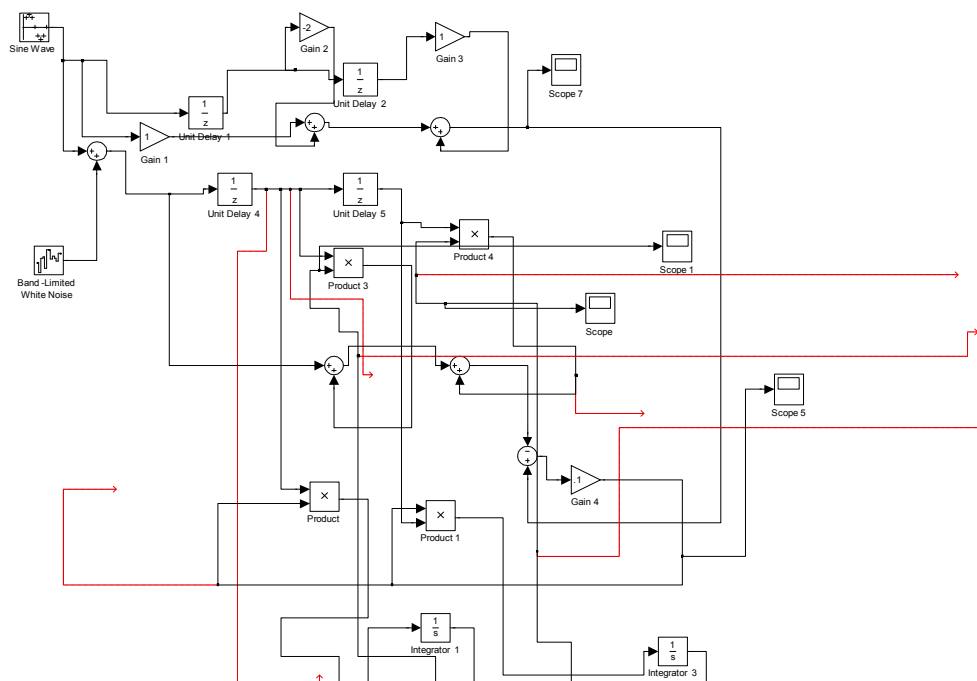 Sine Wave
-2
Gain 2
1
Gain 3
Scope 7
1
z
Unit Delay 2
1
z
Unit Delay 1
1
Gain 1
1
z
Unit Delay 4
1
z
Unit Delay 5
×
Product 4
Scope 1
×
Product 3
Band -Limited
White Noise
Scope
Scope 5
.1
Gain 4
×
Product
×
Product 1
1
s
Integrator 1
1
s
Integrator 3